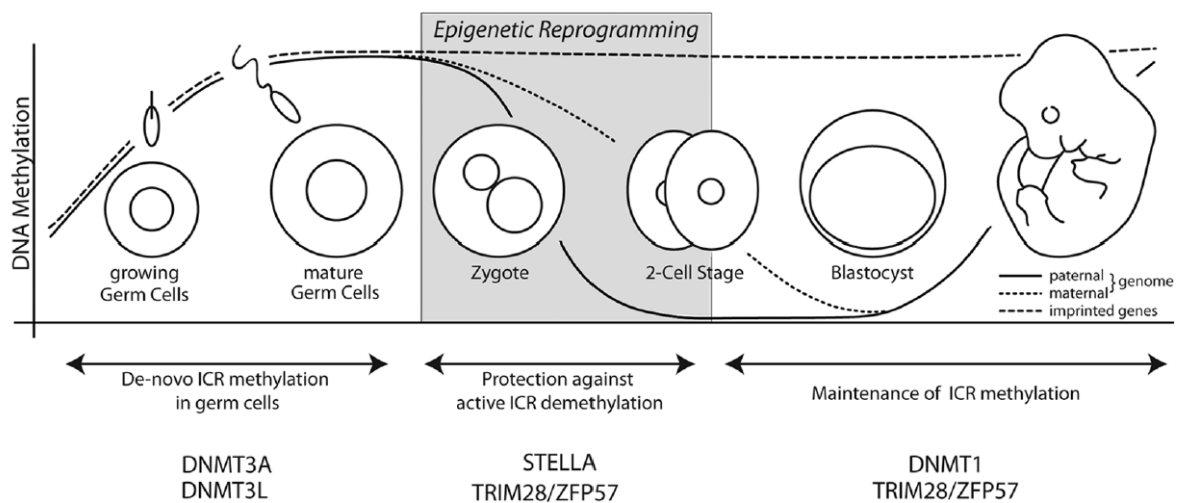 Epigenetic Reprogramming
DNA Methylation
growing
Germ Cells
mature
Germ Cells
Zygote
2-Cell Stage
Blastocyst
paternal
maternal
} genome
imprinted genes
De-novo ICR methylation
in germ cells
Protection against
active ICR demethylation
Maintenance of ICR methylation
DNMT3A
DNMT3L
STELLA
TRIM28/ZFP57
DNMT1
TRIM28/ZFP57